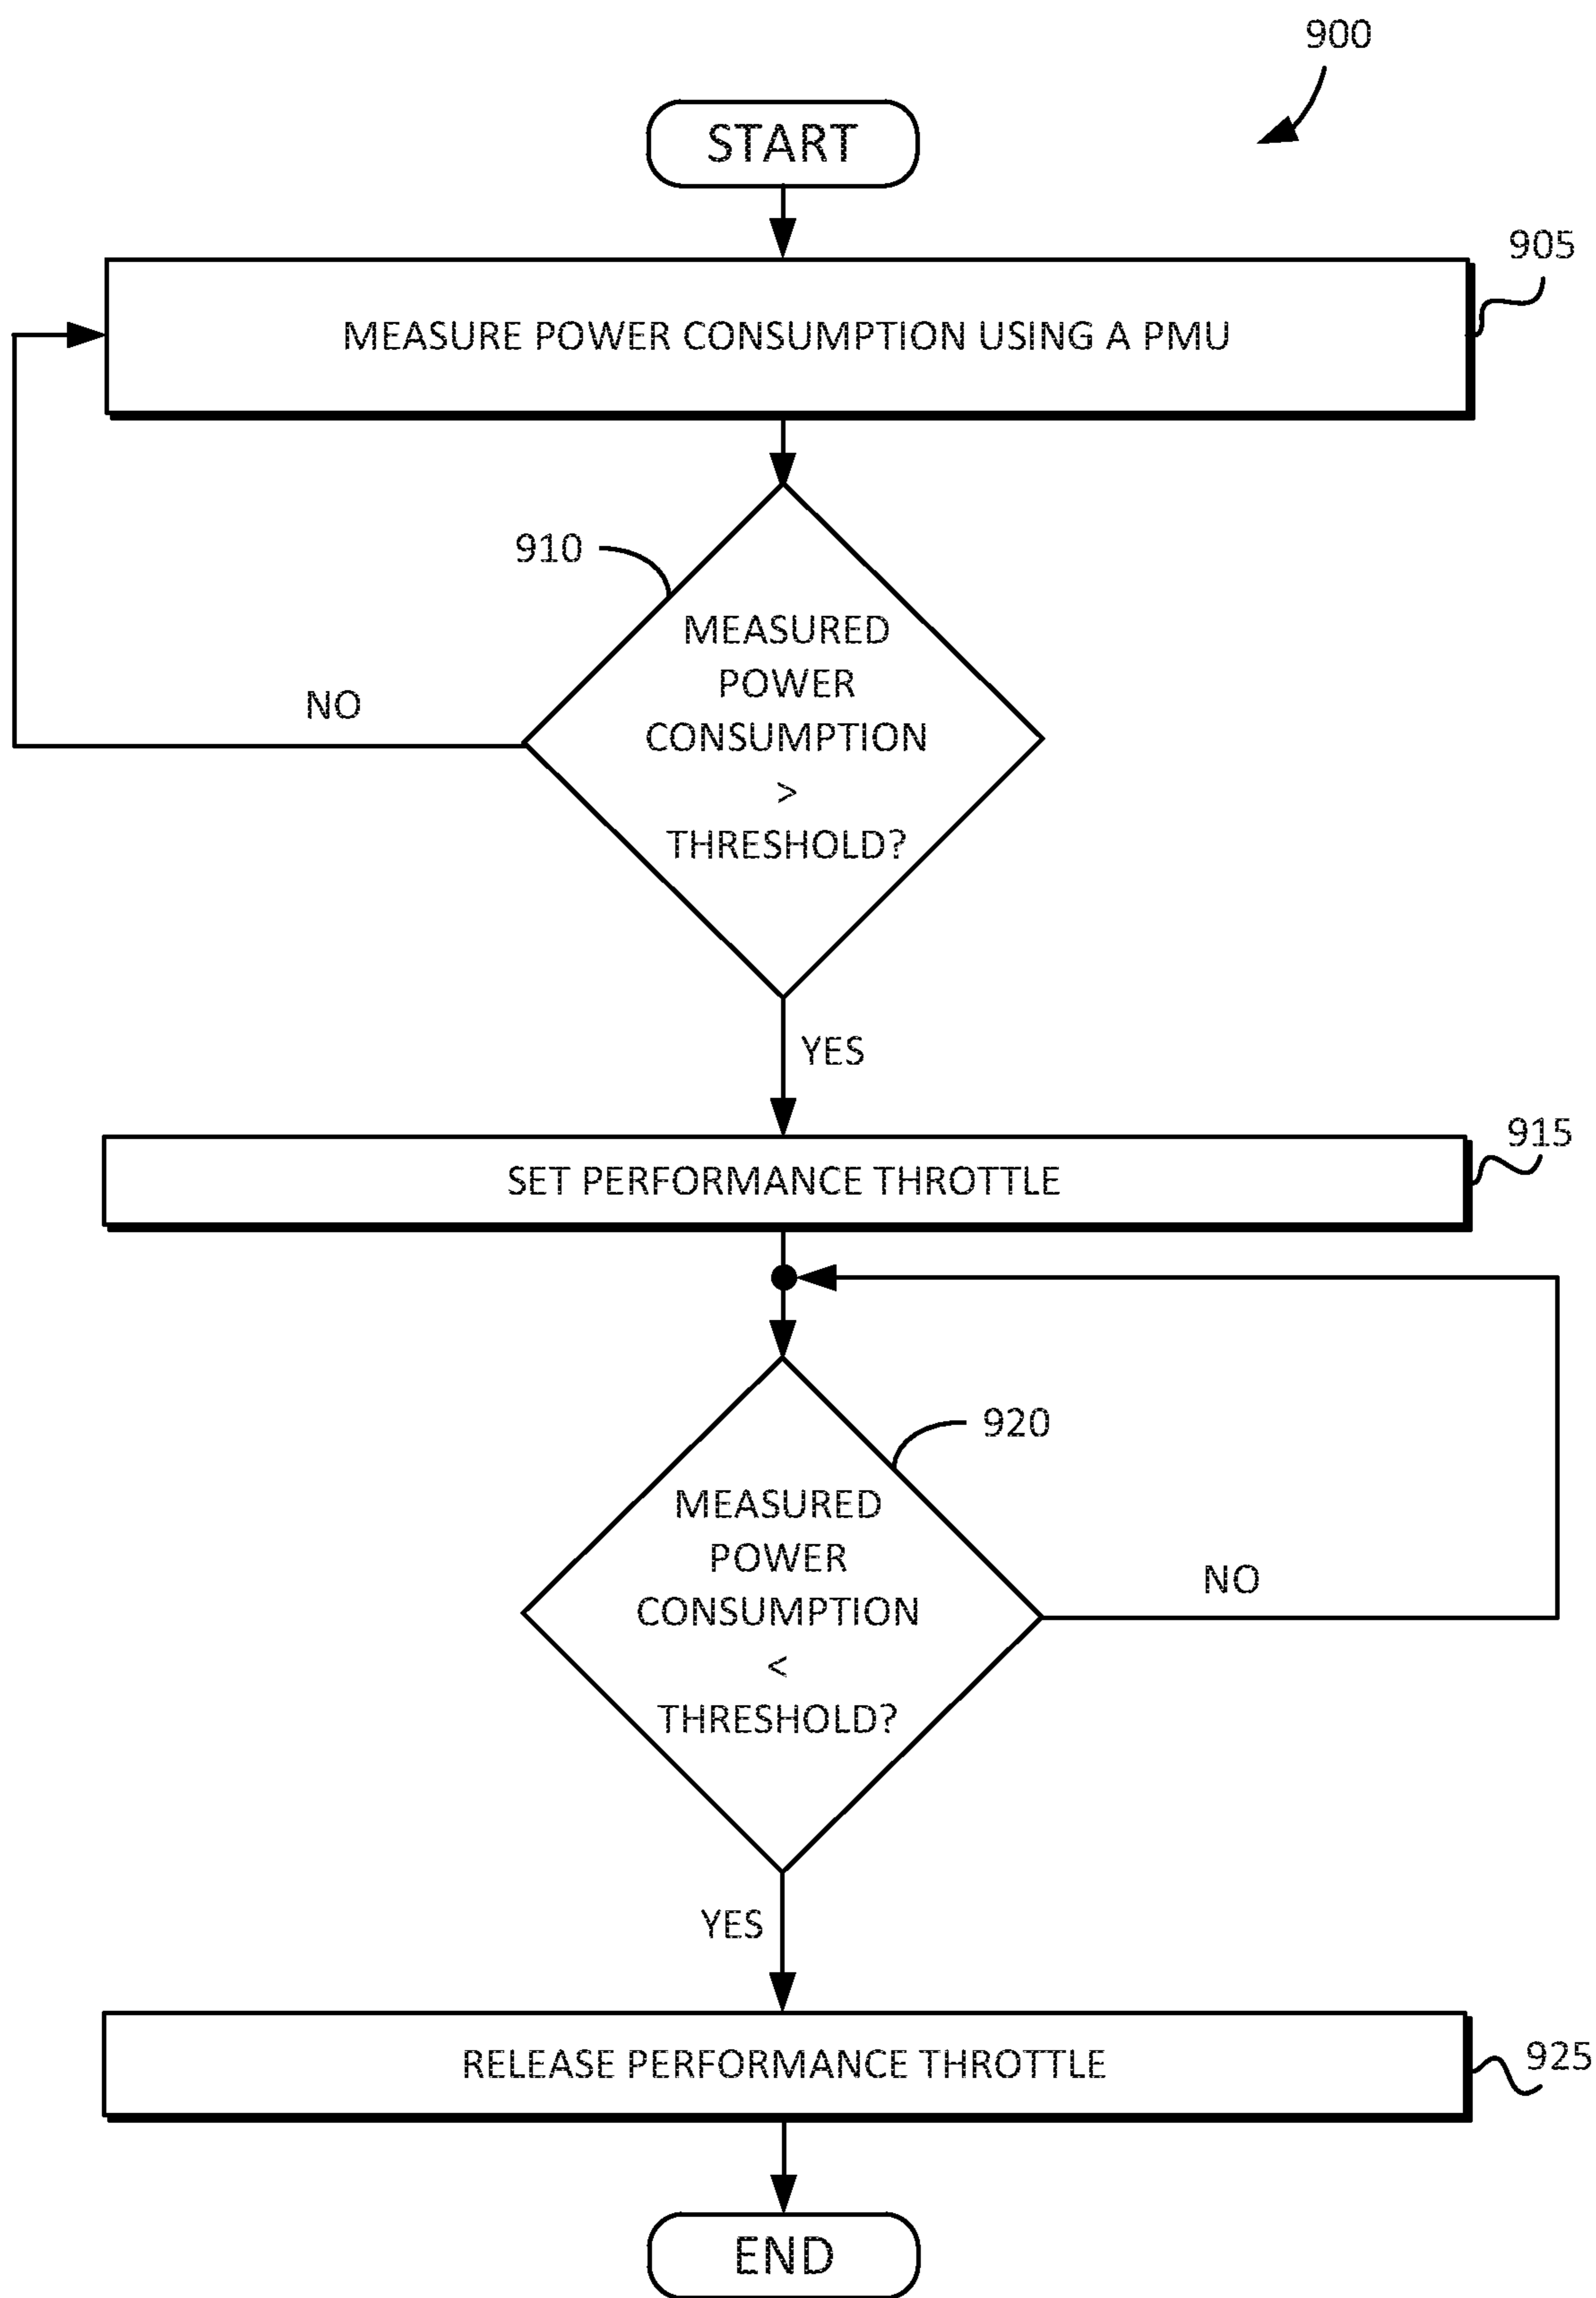 900
START
905
MEASURE POWER CONSUMPTION USING A PMU
910
MEASURED
POWER
CONSUMPTION
>
THRESHOLD?
NO
YES
915
SET PERFORMANCE THROTTLE
920
MEASURED
POWER
CONSUMPTION
<
THRESHOLD?
NO
YES
925
RELEASE PERFORMANCE THROTTLE
END